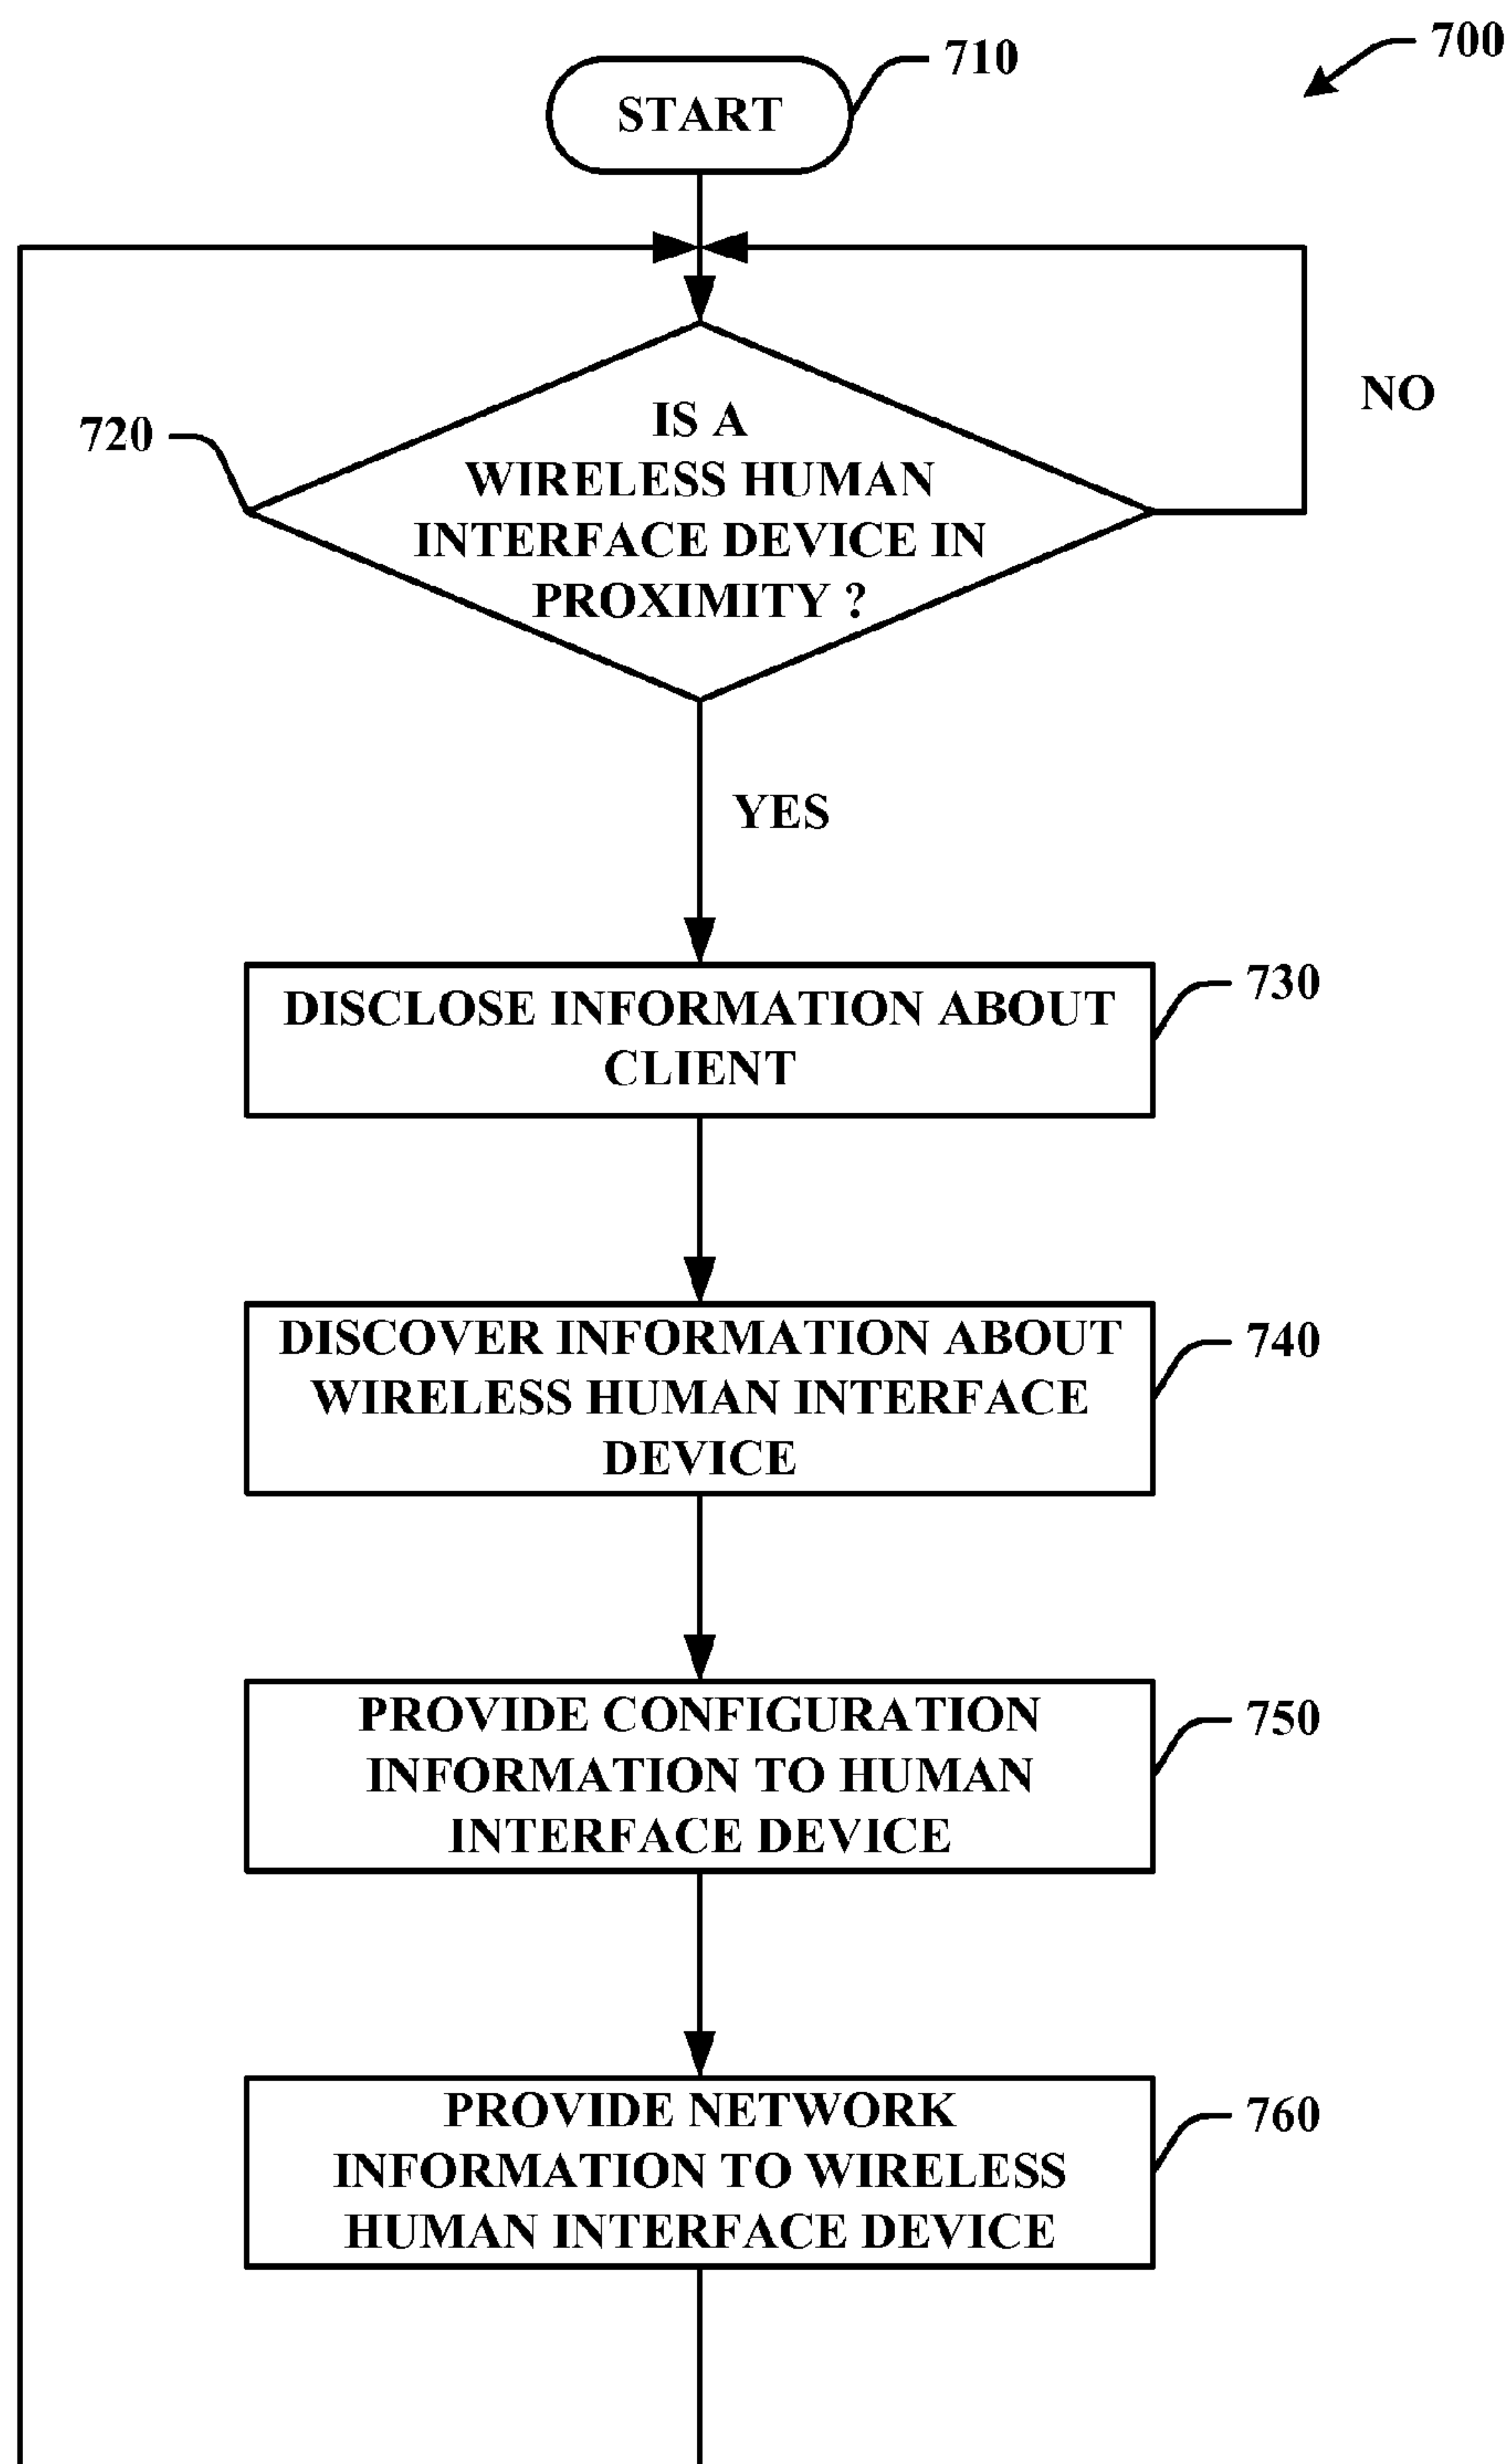 700
710
START
NO
720
IS A
WIRELESS HUMAN
INTERFACE DEVICE IN
PROXIMITY ?
YES
730
DISCLOSE INFORMATION ABOUT
CLIENT
740
DISCOVER INFORMATION ABOUT
WIRELESS HUMAN INTERFACE
DEVICE
750
PROVIDE CONFIGURATION
INFORMATION TO HUMAN
INTERFACE DEVICE
760
PROVIDE NETWORK
INFORMATION TO WIRELESS
HUMAN INTERFACE DEVICE